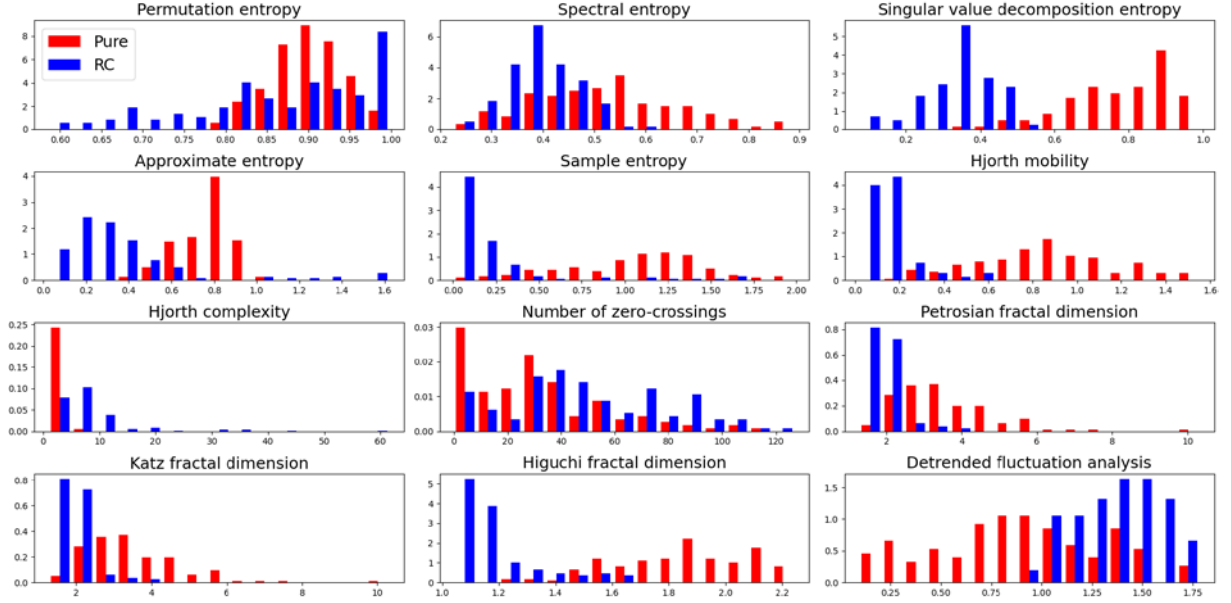 Permutation entropy
Spectral entropy
Singular value decomposition entropy
8
6
4
2
0
Pure
RC
0.60 0.65 0.70 0.75 0.80 0.85 0.90 0.95 1.00
6
4
2
0
0.2 0.3 0.4 0.5 0.6 0.7 0.8 0.9
5
4
3
2
1
0
0.2 0.4 0.6 0.8 1.0
Approximate entropy
Sample entropy
Hjorth mobility
4
3
2
1
0
0.0 0.2 0.4 0.6 0.8 1.0 1.2 1.4 1.6
4
3
2
1
0
0.00 0.25 0.50 0.75 1.00 1.25 1.50 1.75 2.00
4
3
2
1
0
0.0 0.2 0.4 0.6 0.8 1.0 1.2 1.4 1.6
Hjorth complexity
Number of zero-crossings
Petrosian fractal dimension
0.25
0.20
0.15
0.10
0.05
0.00
0 10 20 30 40 50 60
0.03
0.02
0.01
0.00
0 20 40 60 80 100 120
0.8
0.6
0.4
0.2
0.0
2 4 6 8 10
Katz fractal dimension
Higuchi fractal dimension
Detrended fluctuation analysis
0.8
0.6
0.4
0.2
0.0
2 4 6 8 10
5
4
3
2
1
0
1.0 1.2 1.4 1.6 1.8 2.0 2.2
1.5
1.0
0.5
0.0
0.25 0.50 0.75 1.00 1.25 1.50 1.75